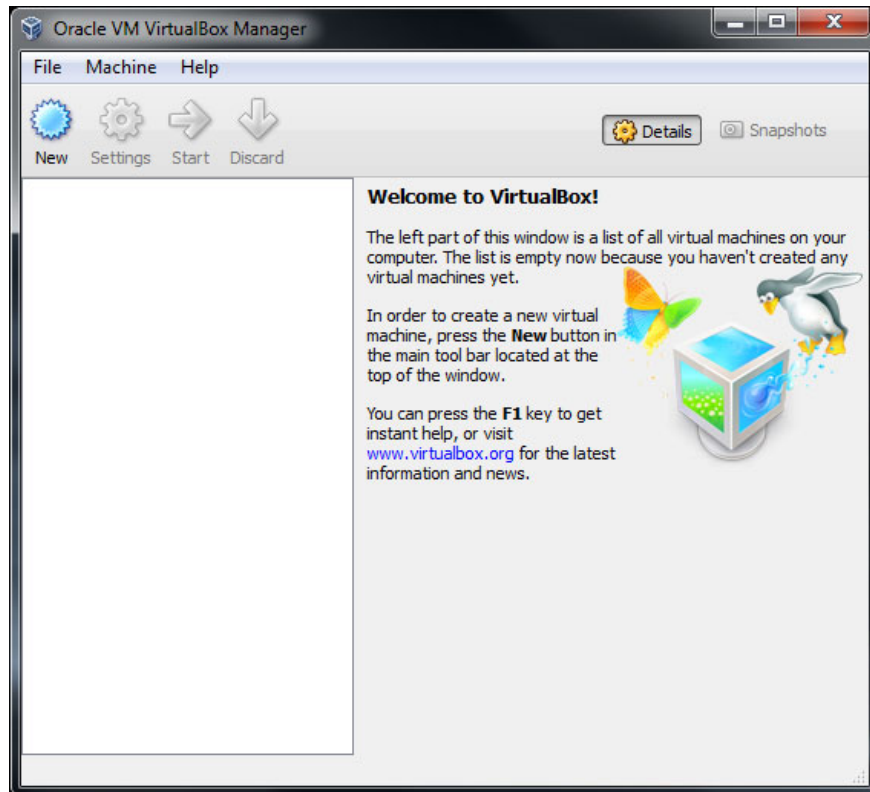 Oracle VM VirtualBox Manager
File Machine Help
New Settings Start Discard
Details Snapshots
Welcome to VirtualBox!
The left part of this window is a list of all virtual machines on your
computer. The list is empty now because you haven't created any
virtual machines yet.
In order to create a new virtual
machine, press the New button in
the main tool bar located at the
top of the window.
You can press the F1 key to get
instant help, or visit
www.virtualbox.org for the latest
information and news.